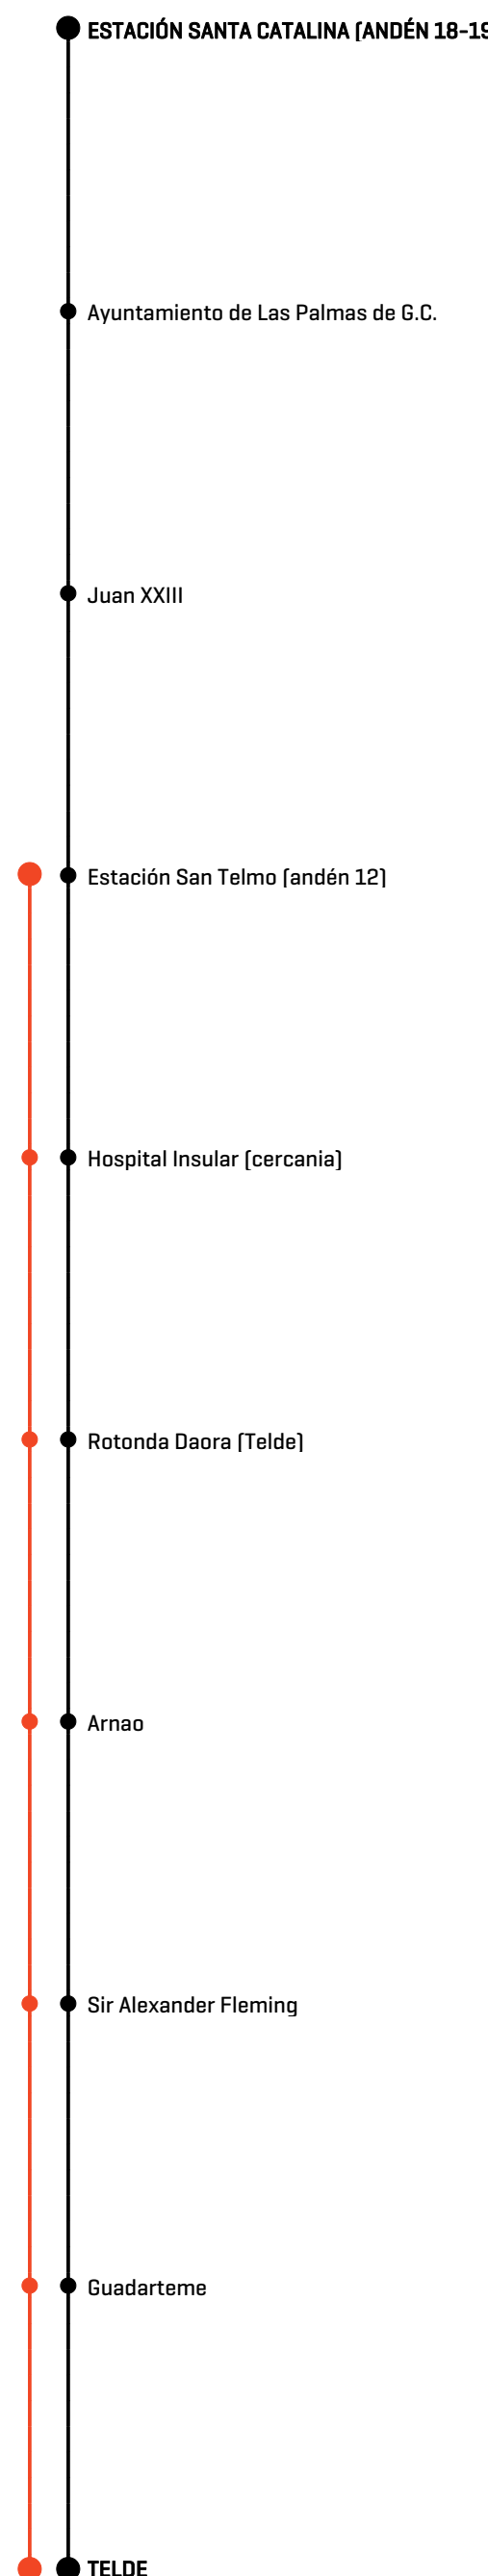 ESTACIÓN SANTA CATALINA (ANDÉN 18-19
Ayuntamiento de Las Palmas de G.C.
Juan XXIII
Estación San Telmo (andén 12)
Hospital Insular (cercania)
Rotonda Daora (Telde)
Arnao
Sir Alexander Fleming
Guadarteme
TELDE